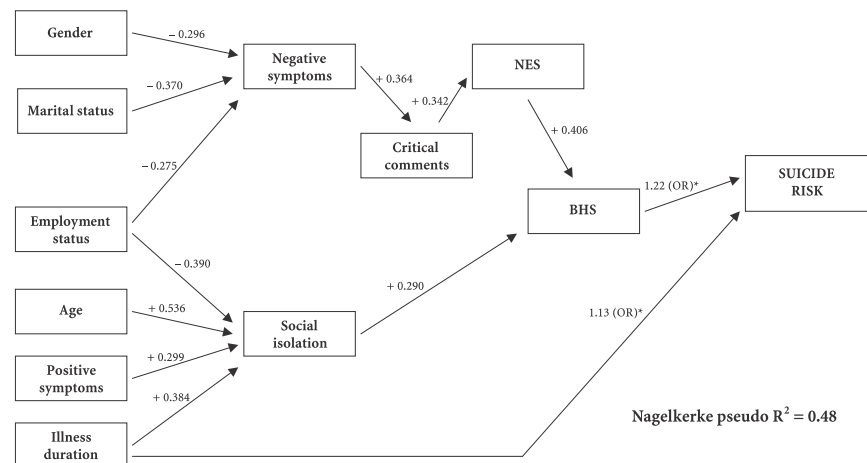 Gender
− 0.296
Negative
symptoms
NES
− 0.370
+ 0.364
+ 0.342
Marital status
Critical
comments
+ 0.406
− 0.275
SUICIDE
RISK
1.22 (OR)*
BHS
Employment
status
− 0.390
+ 0.290
Age
+ 0.536
Social
isolation
1.13 (OR)*
Positive
symptoms
+ 0.299
+ 0.384
Nagelkerke pseudo R² = 0.48
Illness
duration